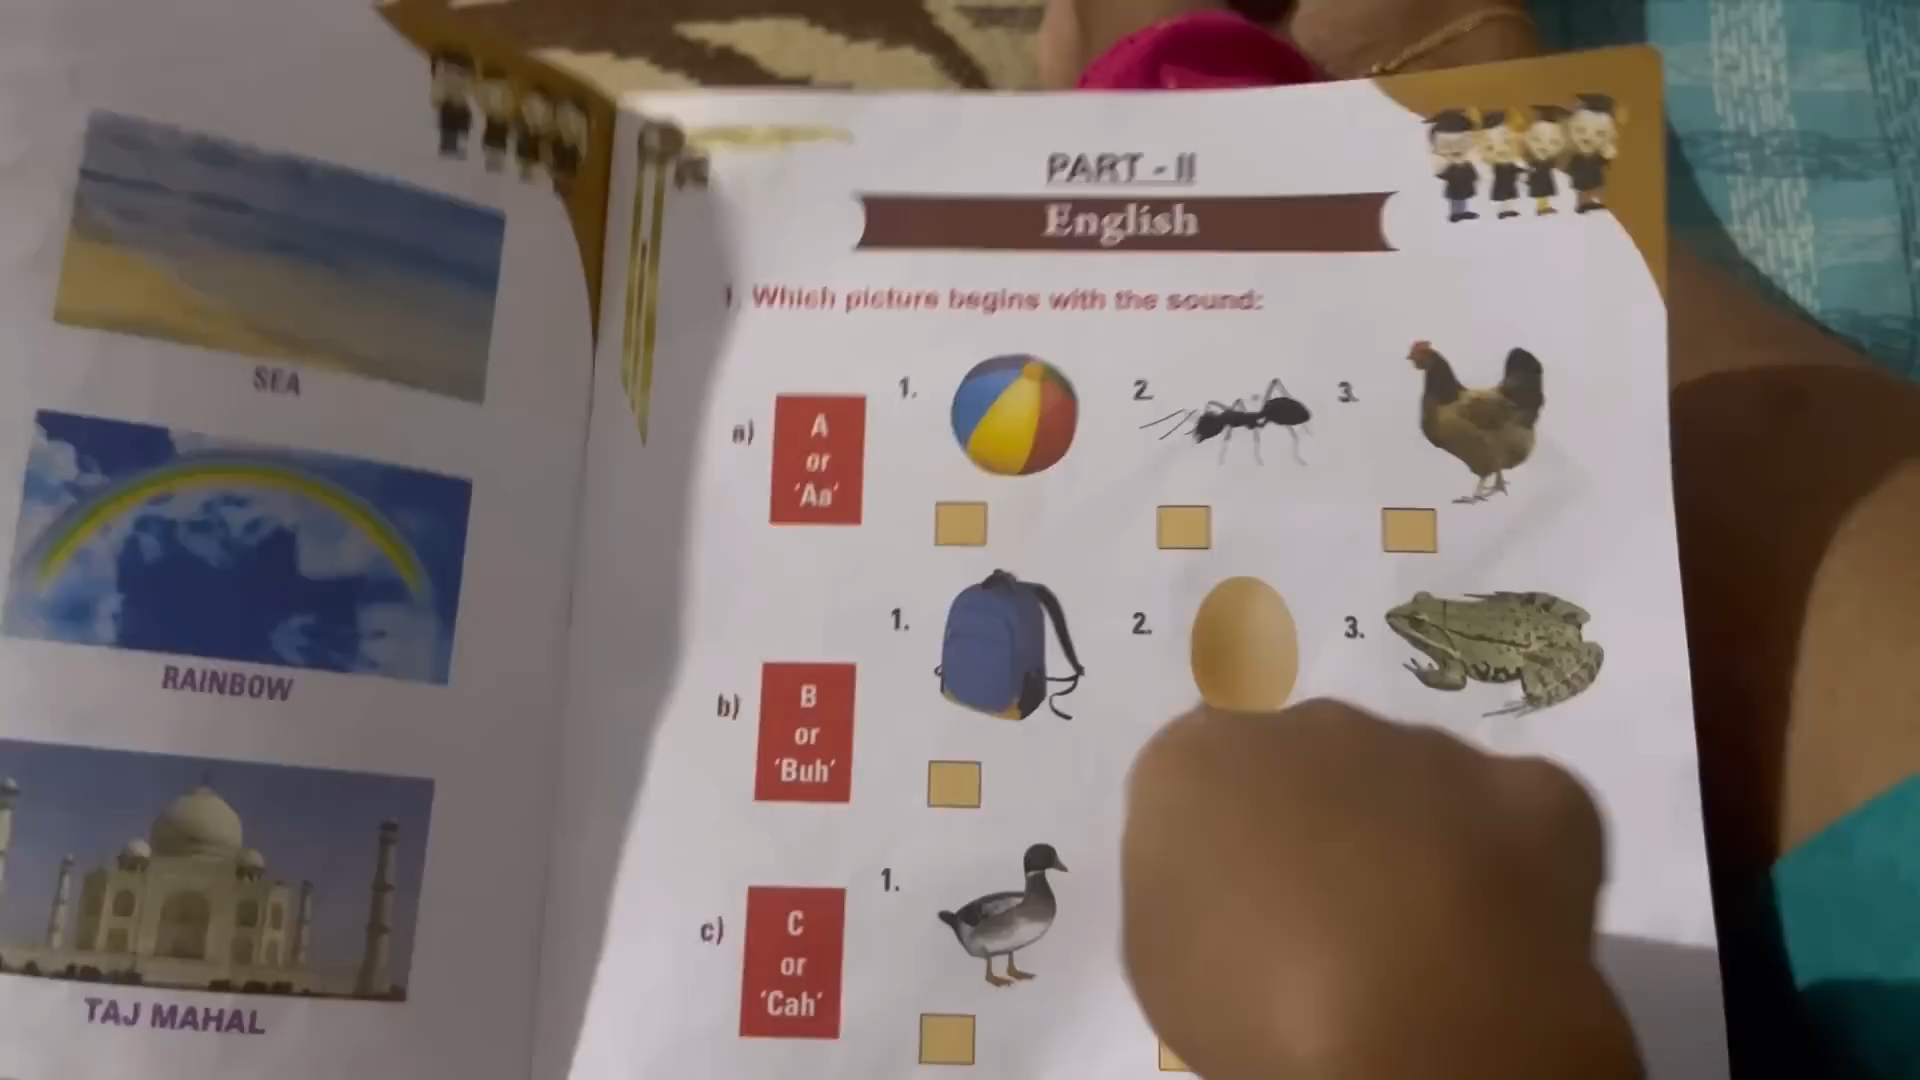 SEA
RAINBOW
TAJ MAHAL
PART - II
English
1. Which picture begins with the sound:
a)
A
or
'Aa'
1.
2.
3.
b)
B
or
'Buh'
1.
2.
3.
c)
C
or
'Cah'
1.